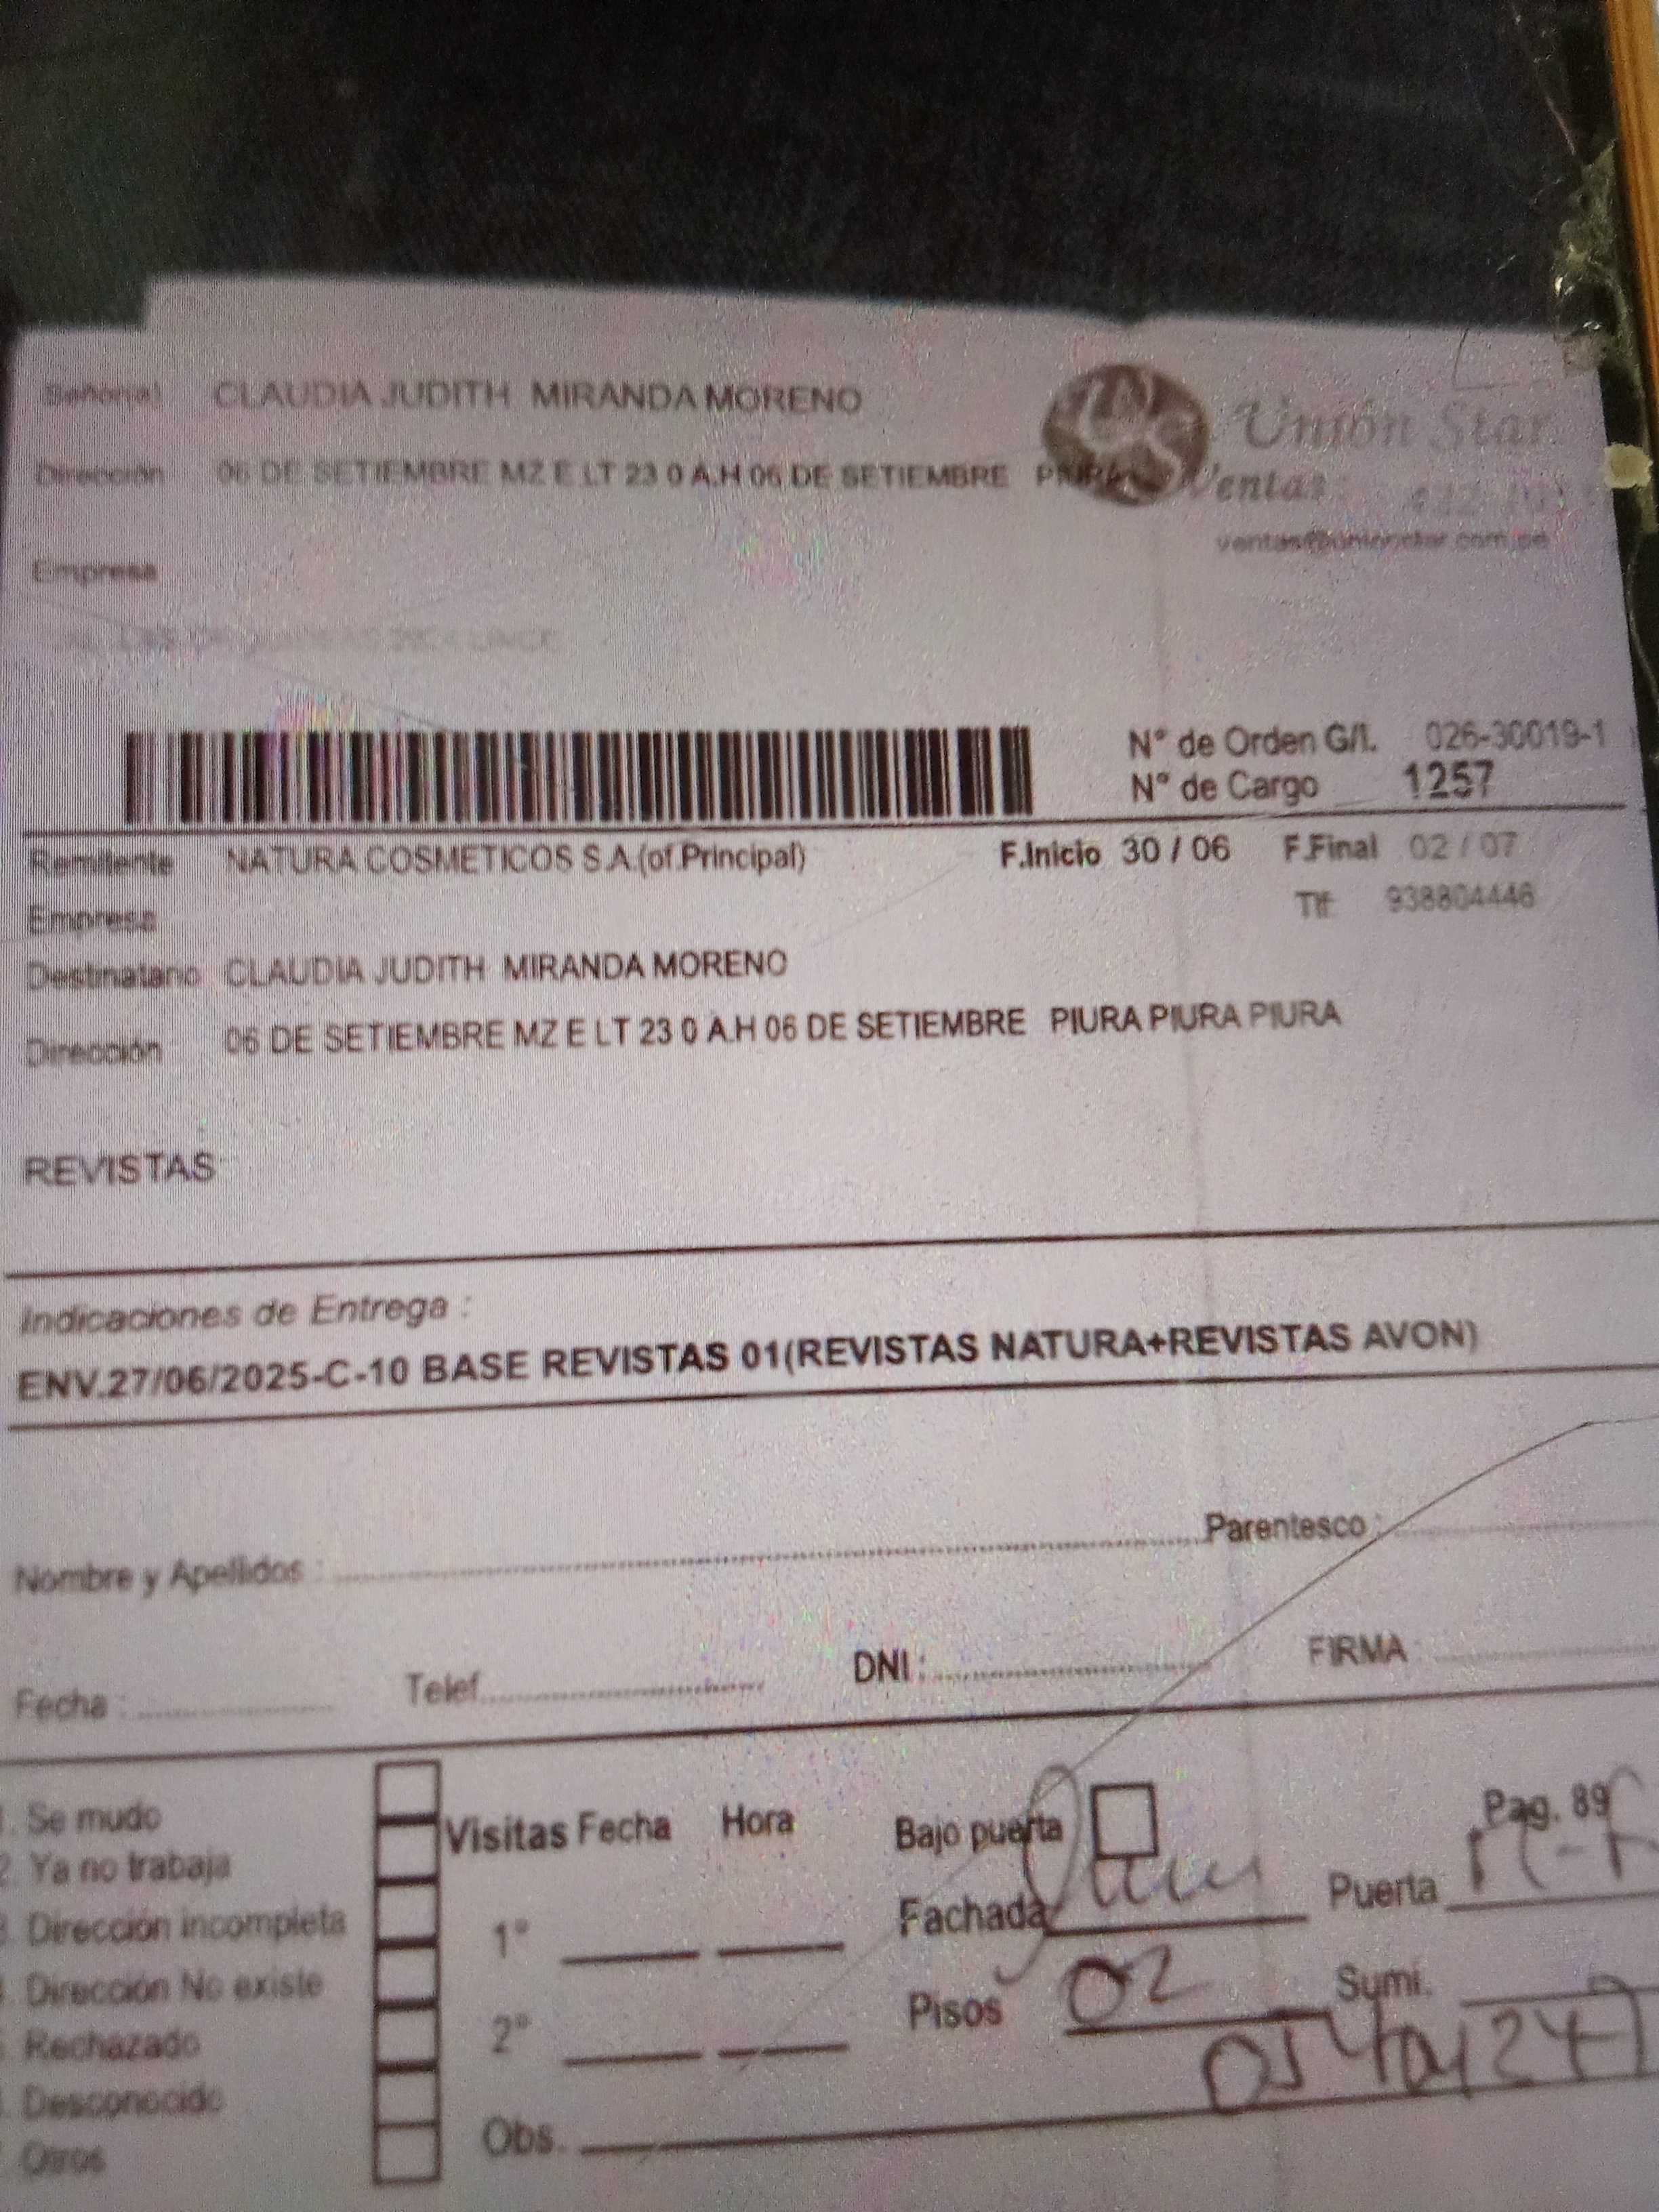 Señor(a) CLAUDIA JUDITH MIRANDA MORENO
Unión Star
Dirección 06 DE SETIEMBRE MZ E LT 23 0 A.H 06 DE SETIEMBRE PIURA
Ventas:
ventas@unionstar.com.pe
Empresa
N° de Orden G/I. 026-30019-1
N° de Cargo 1257
Remitente NATURA COSMETICOS S.A.(of.Principal) F.Inicio 30 / 06 F.Final 02 / 07
Empresa Tlf: 938804446
Destinatario CLAUDIA JUDITH MIRANDA MORENO
Dirección 06 DE SETIEMBRE MZ E LT 23 0 A.H 06 DE SETIEMBRE PIURA PIURA PIURA
REVISTAS
Indicaciones de Entrega :
ENV.27/06/2025-C-10 BASE REVISTAS 01(REVISTAS NATURA+REVISTAS AVON)
Nombre y Apellidos : Parentesco :
Fecha : Telef. DNI : FIRMA :
. Se mudo
Visitas Fecha Hora Bajo puerta Pag. 89
2. Ya no trabaja
Fachada Puerta
3. Dirección incompleta
1°
. Dirección No existe
Pisos 02 Sumi.
. Rechazado
2°
. Desconocido
Obs.
. Otros